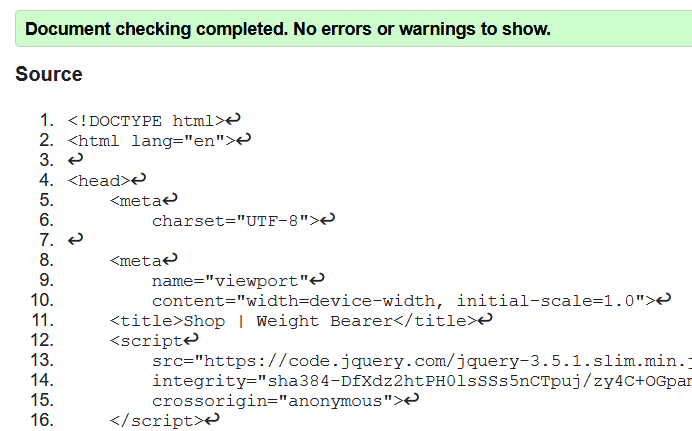 Document checking completed. No errors or warnings to show.
Source
1. <!DOCTYPE html>↩
2. <html lang="en">↩
3. ↩
4. <head>↩
5. <meta↩
6. charset="UTF-8">↩
7. ↩
8. <meta↩
9. name="viewport"↩
10. content="width=device-width, initial-scale=1.0">↩
11. <title>Shop | Weight Bearer</title>↩
12. <script↩
13. src="https://code.jquery.com/jquery-3.5.1.slim.min.j
14. integrity="sha384-DfXdz2htPH0lsSSs5nCTpuj/zy4C+OGpam
15. crossorigin="anonymous">↩
16. </script>↩